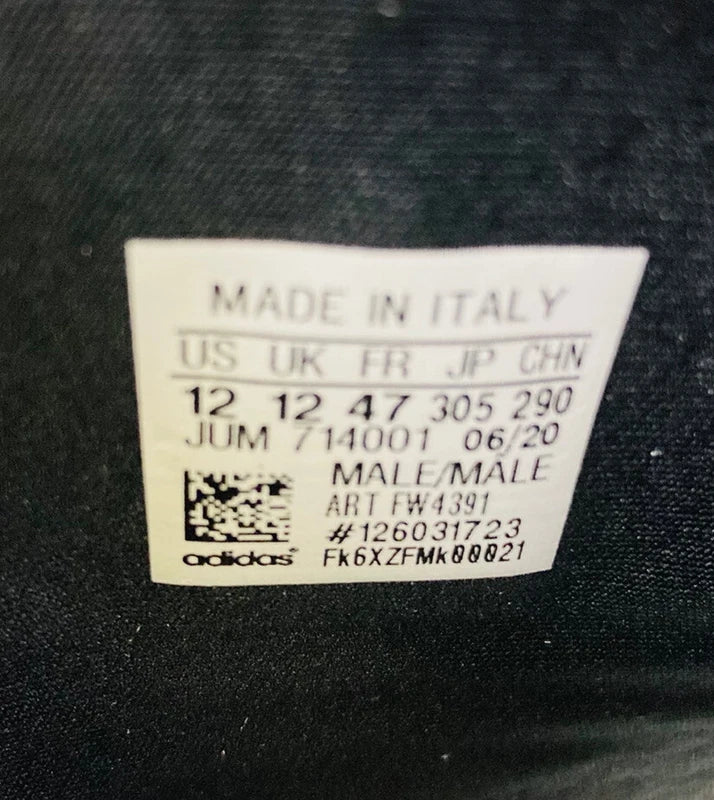 MADE IN ITALY
US UK FR JP CHN
12 12 47 305 290
JUM 714001 06/20
MALE/MÂLE
ART FW4391
#126031723
adidas® Fk6XZFMk00021